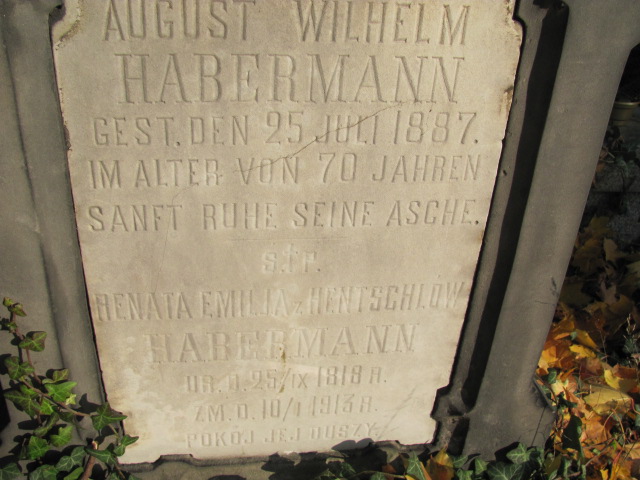 AUGUST WILHELM
HABERMANN
GEST. DEN 25 JULI 1887.
IM ALTER VON 70 JAHREN
SANFT RUHE SEINE ASCHE.
Ś†P.
RENATA EMILJA z HENTSCHLÓW
HABERMANN
UR. D. 25/IX 1818 R.
ZM. D. 10/I 1913 R.
POKÓJ JEJ DUSZY